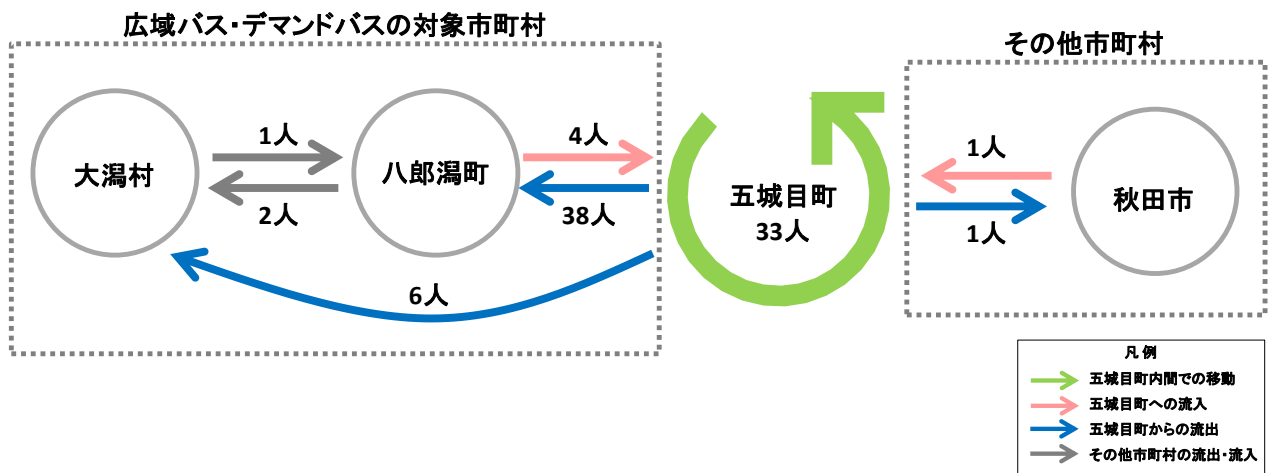 広域バス・デマンドバスの対象市町村
その他市町村
大潟村
1人
2人
八郎潟町
4人
38人
6人
五城目町
33人
1人
1人
秋田市
凡例
五城目町内間での移動
五城目町への流入
五城目町からの流出
その他市町村の流出・流入